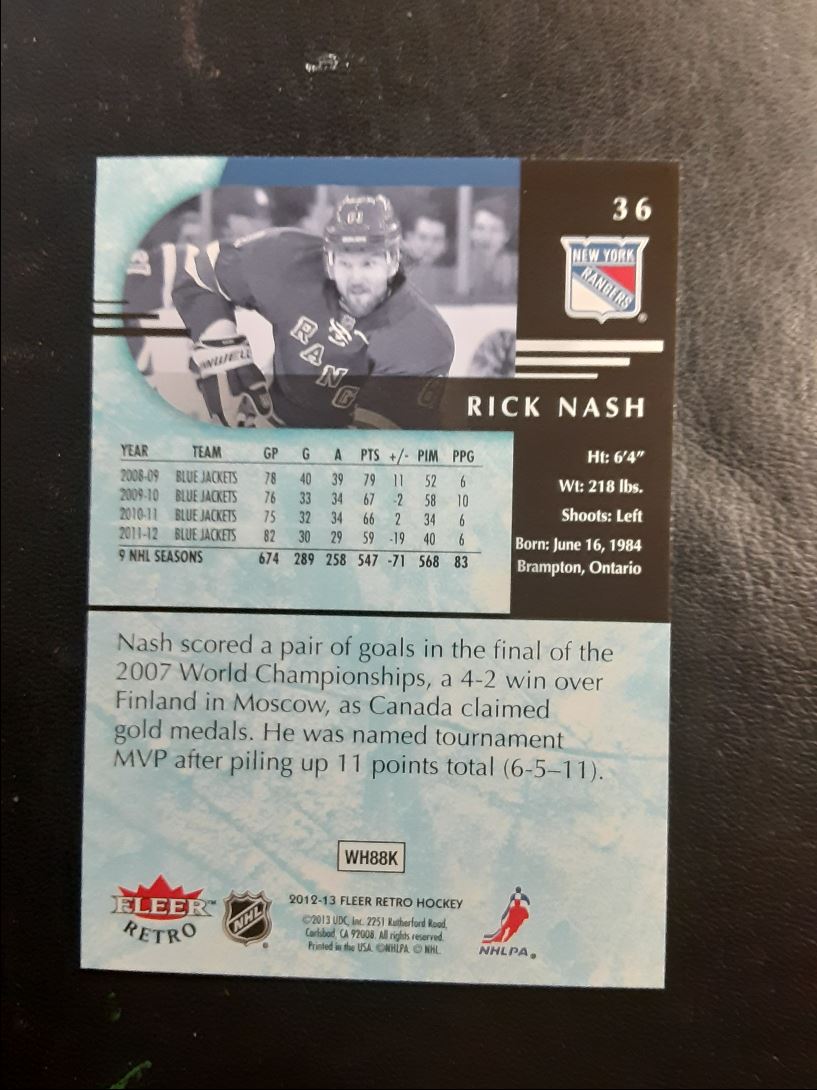 36
NEW YORK
RANGERS
61
RANG
RICK NASH
YEAR TEAM GP G A PTS +/- PIM PPG
2008-09 BLUE JACKETS 78 40 39 79 11 52 6
2009-10 BLUE JACKETS 76 33 34 67 -2 58 10
2010-11 BLUE JACKETS 75 32 34 66 2 34 6
2011-12 BLUE JACKETS 82 30 29 59 -19 40 6
9 NHL SEASONS 674 289 258 547 -71 568 83
Ht: 6'4"
Wt: 218 lbs.
Shoots: Left
Born: June 16, 1984
Brampton, Ontario
Nash scored a pair of goals in the final of the
2007 World Championships, a 4-2 win over
Finland in Moscow, as Canada claimed
gold medals. He was named tournament
MVP after piling up 11 points total (6-5–11).
WH88K
FLEER™
RETRO
NHL
®
2012-13 FLEER RETRO HOCKEY
©2013 UDC, Inc. 2251 Rutherford Road,
Carlsbad, CA 92008. All rights reserved.
Printed in the USA. ©NHLPA © NHL.
NHLPA®